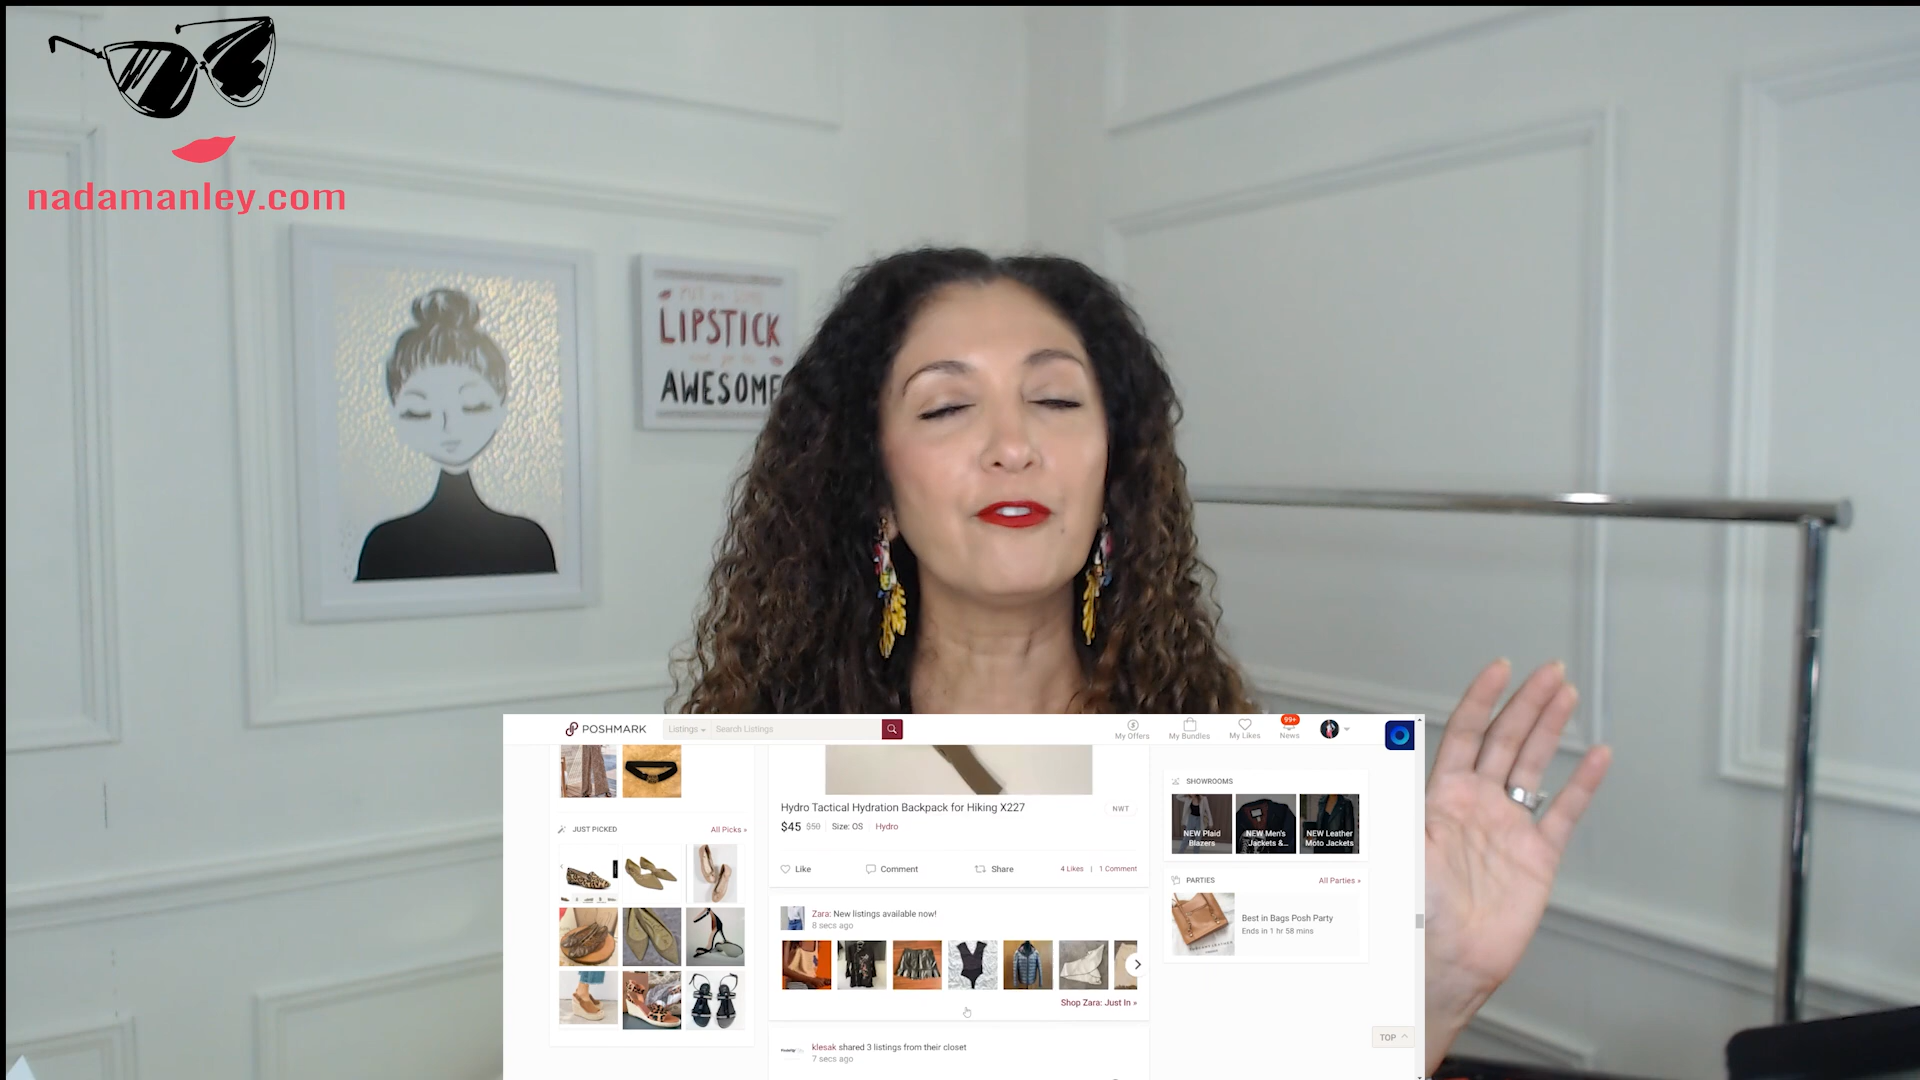 nadamanley.com
LIPSTICK
AWESOME
POSHMARK
Listings
Search Listings
My Offers
My Bundles
My Likes
99+
News
JUST PICKED
All Picks »
Hydro Tactical Hydration Backpack for Hiking X227
NWT
$45 $50 Size: OS Hydro
Like
Comment
Share
4 Likes | 1 Comment
Zara: New listings available now!
8 secs ago
Shop Zara: Just In »
klesak shared 3 listings from their closet
7 secs ago
SHOWROOMS
NEW Plaid
Blazers
NEW Men's
Jackets &...
NEW Leather
Moto Jackets
PARTIES
All Parties »
Best in Bags Posh Party
Ends in 1 hr 58 mins
TOP